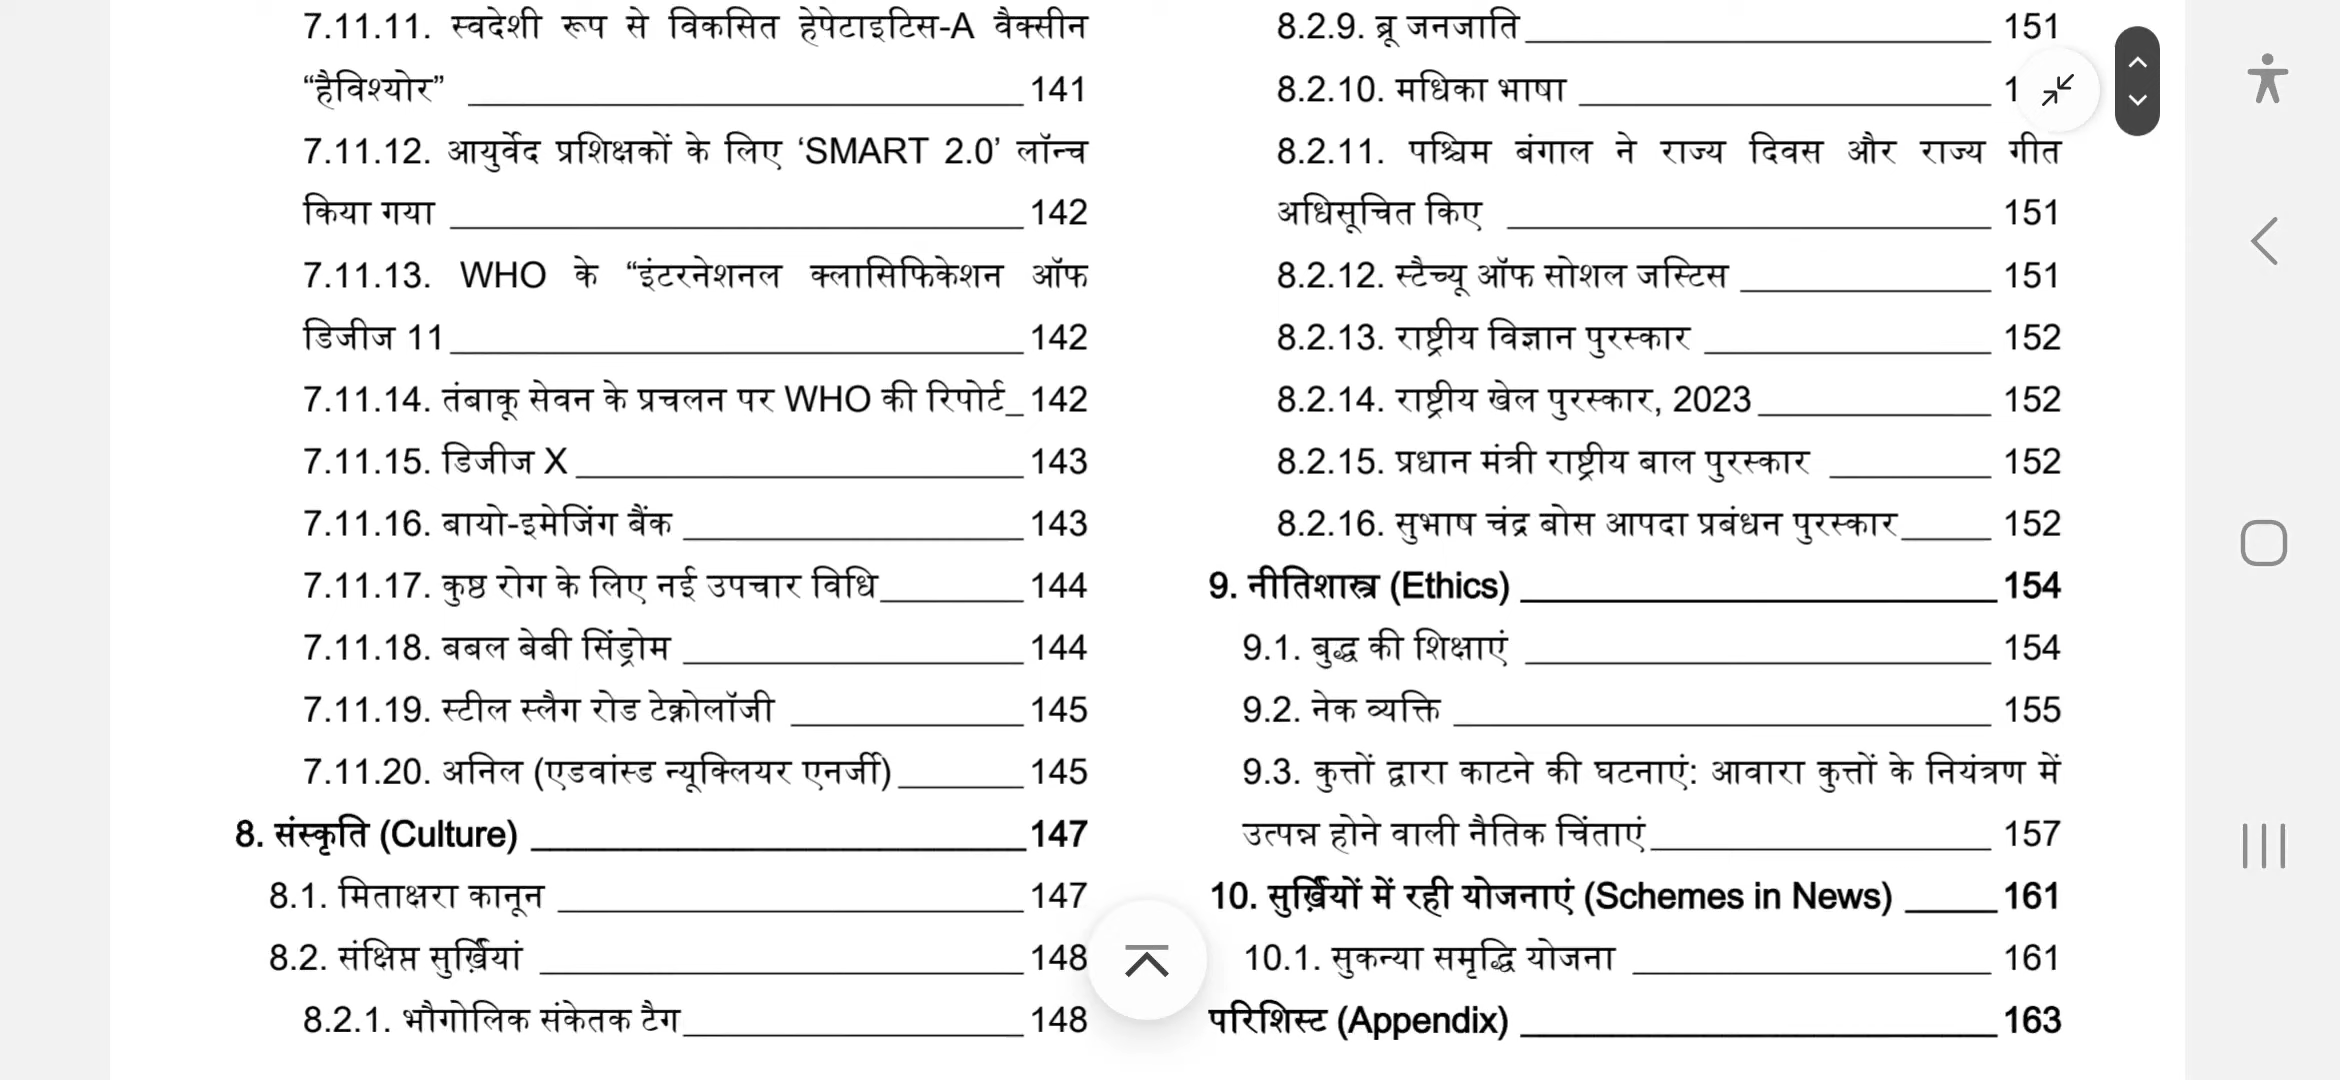 7.11.11. स्वदेशी रूप से विकसित हेपेटाइटिस-A वैक्सीन
“हैविश्योर” 141
7.11.12. आयुर्वेद प्रशिक्षकों के लिए ‘SMART 2.0’ लॉन्च
किया गया 142
7.11.13. WHO के “इंटरनेशनल क्लासिफिकेशन ऑफ
डिजीज 11 142
7.11.14. तंबाकू सेवन के प्रचलन पर WHO की रिपोर्ट 142
7.11.15. डिजीज X 143
7.11.16. बायो-इमेजिंग बैंक 143
7.11.17. कुष्ठ रोग के लिए नई उपचार विधि 144
7.11.18. बबल बेबी सिंड्रोम 144
7.11.19. स्टील स्लैग रोड टेक्नोलॉजी 145
7.11.20. अनिल (एडवांस्ड न्यूक्लियर एनर्जी) 145
8. संस्कृति (Culture) 147
8.1. मिताक्षरा कानून 147
8.2. संक्षिप्त सुर्ख़ियां 148
8.2.1. भौगोलिक संकेतक टैग 148
8.2.9. ब्रू जनजाति 151
8.2.10. मधिका भाषा
8.2.11. पश्चिम बंगाल ने राज्य दिवस और राज्य गीत
अधिसूचित किए 151
8.2.12. स्टैच्यू ऑफ सोशल जस्टिस 151
8.2.13. राष्ट्रीय विज्ञान पुरस्कार 152
8.2.14. राष्ट्रीय खेल पुरस्कार, 2023 152
8.2.15. प्रधान मंत्री राष्ट्रीय बाल पुरस्कार 152
8.2.16. सुभाष चंद्र बोस आपदा प्रबंधन पुरस्कार 152
9. नीतिशास्त्र (Ethics) 154
9.1. बुद्ध की शिक्षाएं 154
9.2. नेक व्यक्ति 155
9.3. कुत्तों द्वारा काटने की घटनाएं: आवारा कुत्तों के नियंत्रण में
उत्पन्न होने वाली नैतिक चिंताएं 157
10. सुर्ख़ियों में रही योजनाएं (Schemes in News) 161
10.1. सुकन्या समृद्धि योजना 161
परिशिस्ट (Appendix) 163